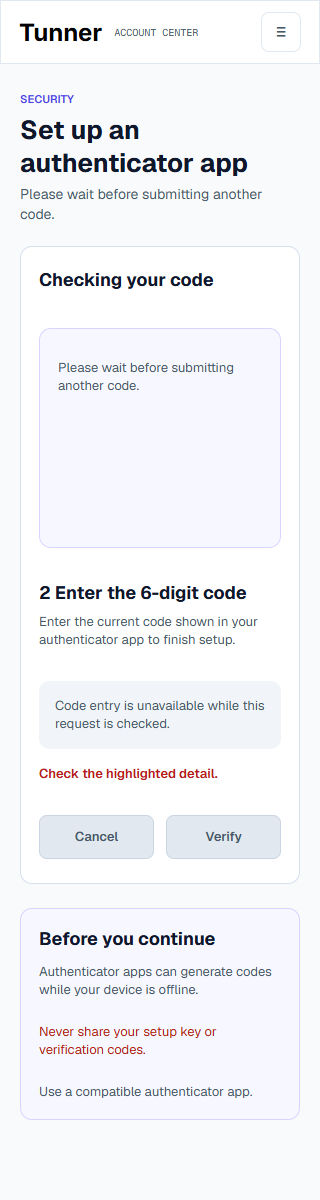 Tunner ACCOUNT CENTER
SECURITY
Set up an
authenticator app
Please wait before submitting another
code.
Checking your code
Please wait before submitting
another code.
2 Enter the 6-digit code
Enter the current code shown in your
authenticator app to finish setup.
Code entry is unavailable while this
request is checked.
Check the highlighted detail.
Cancel Verify
Before you continue
Authenticator apps can generate codes
while your device is offline.
Never share your setup key or
verification codes.
Use a compatible authenticator app.